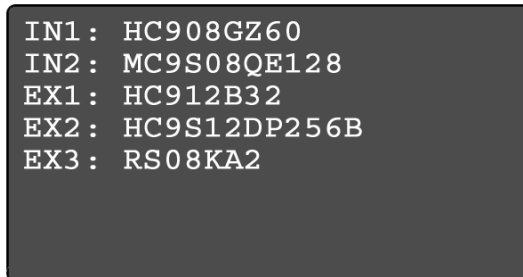 IN1: HC908GZ60
IN2: MC9S08QE128
EX1: HC912B32
EX2: HC9S12DP256B
EX3: RS08KA2